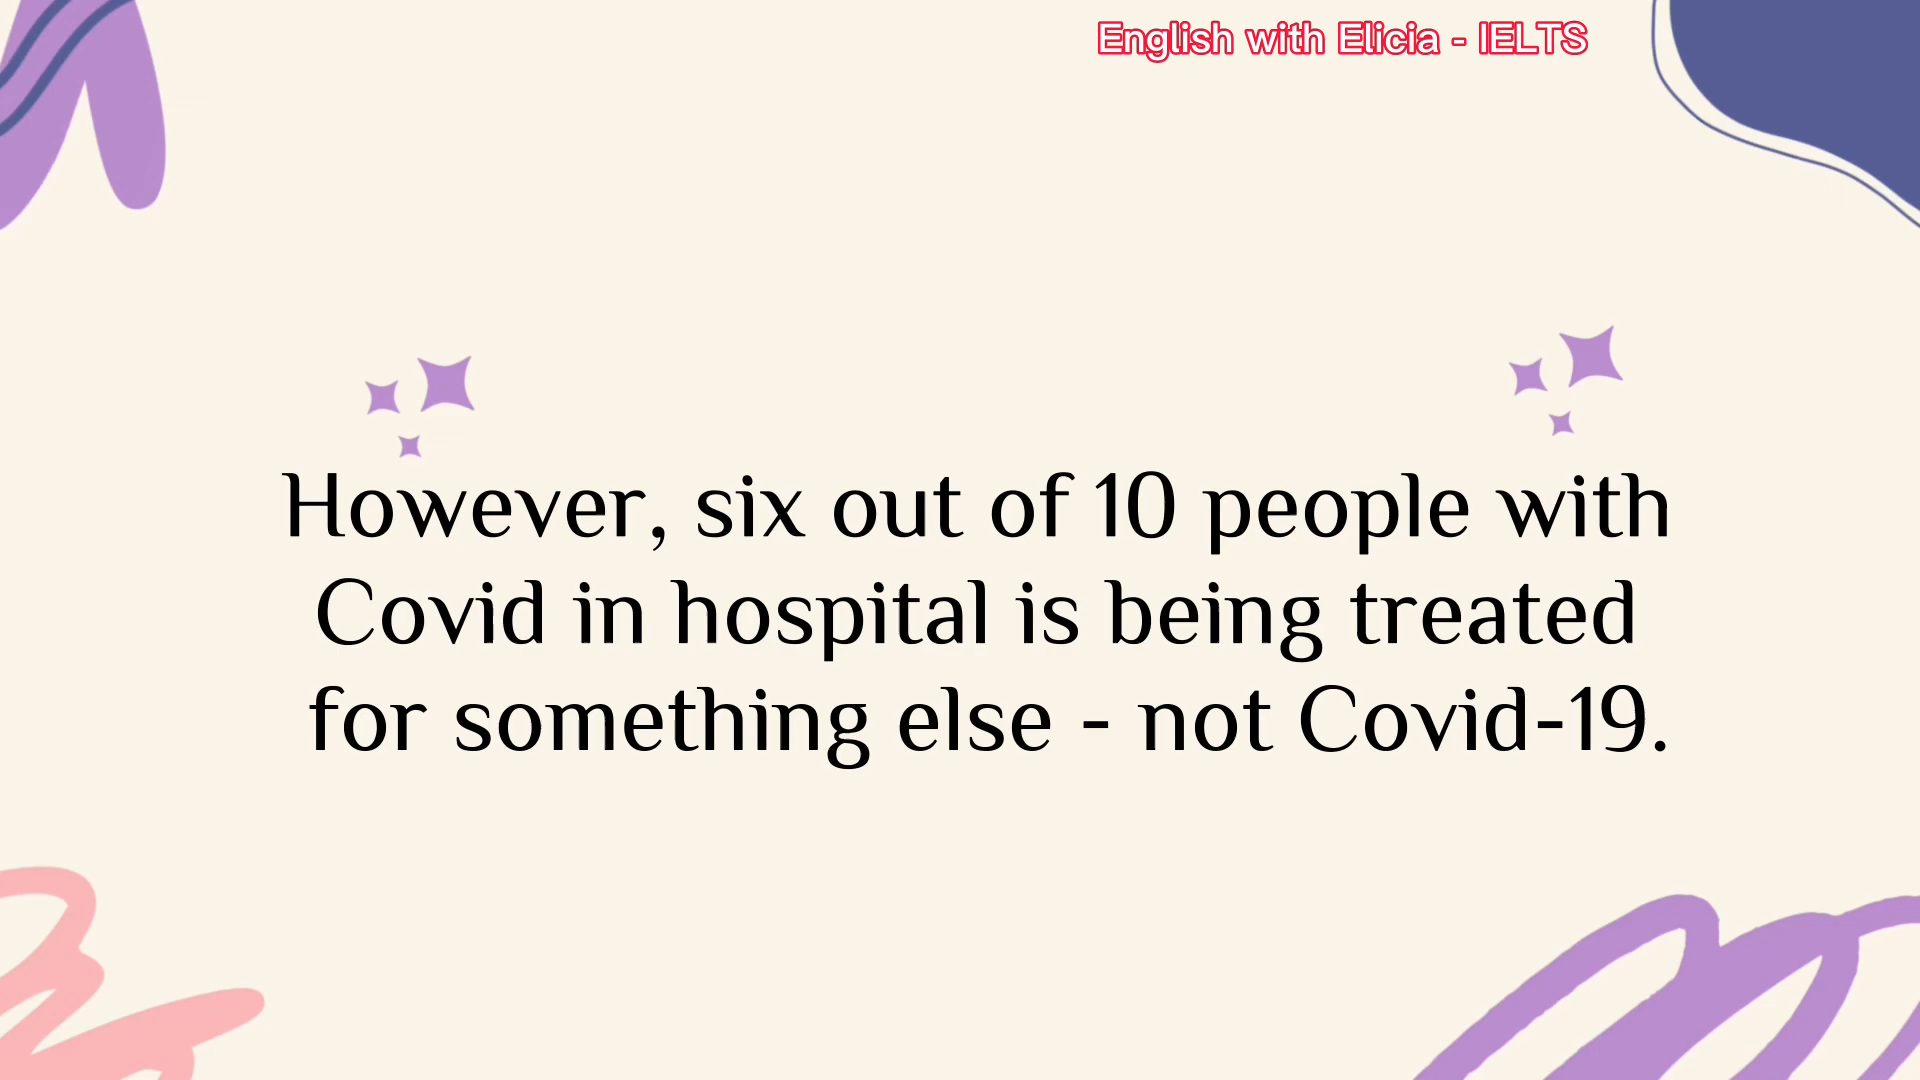 English with Elicia - IELTS
However, six out of 10 people with
Covid in hospital is being treated
for something else - not Covid-19.